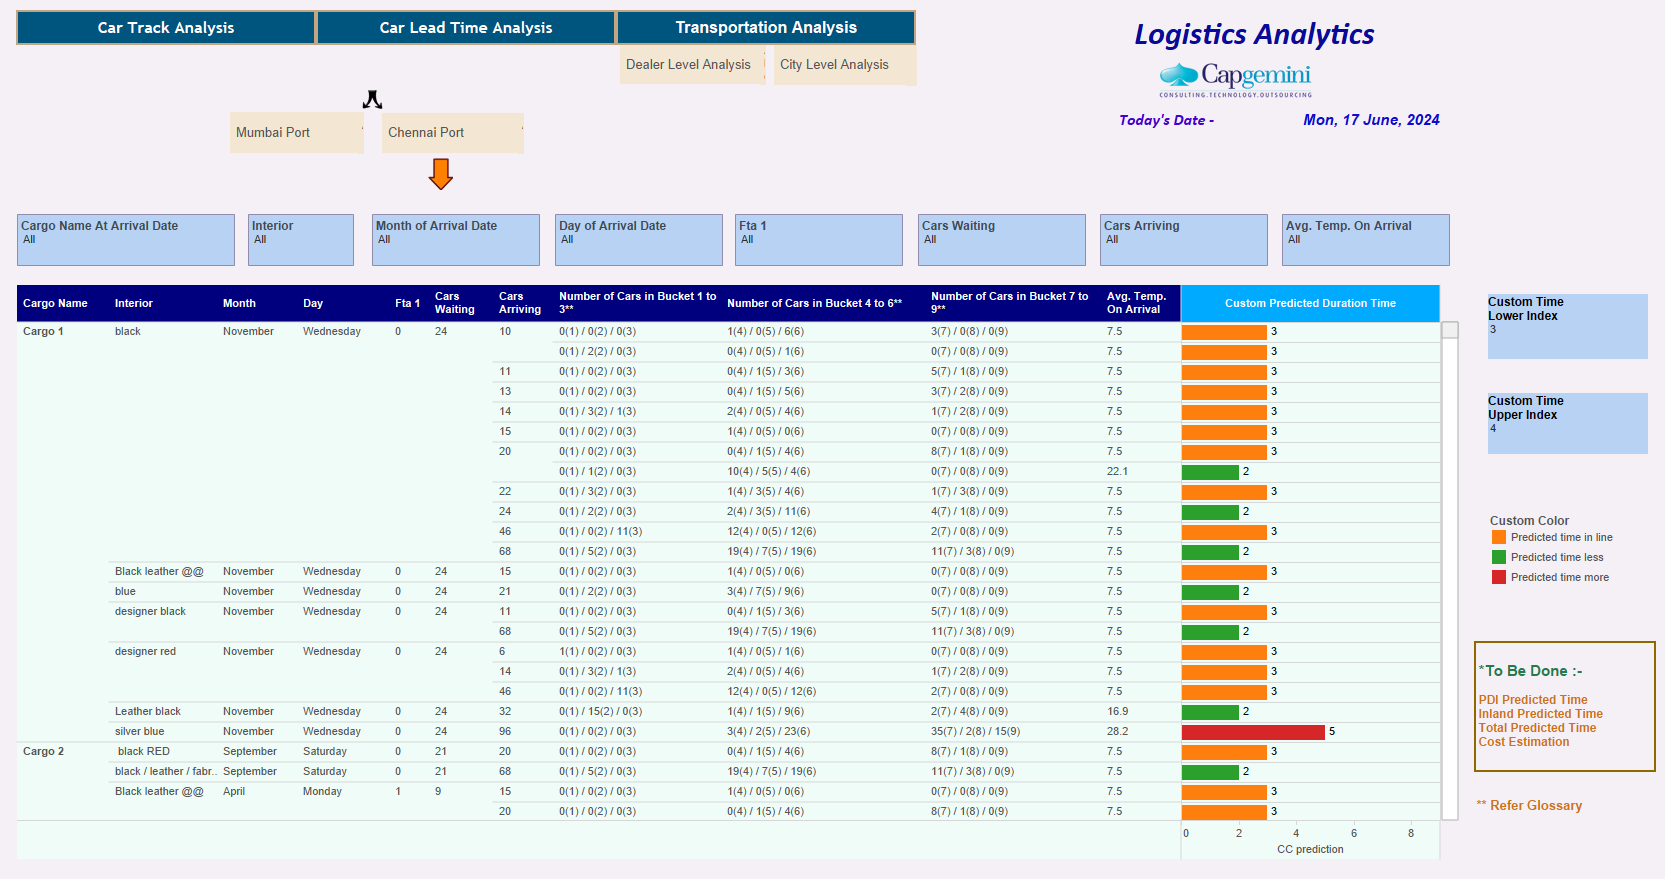 Car Track Analysis
Car Lead Time Analysis
Transportation Analysis
Dealer Level Analysis
City Level Analysis
Logistics Analytics
Capgemini
CONSULTING.TECHNOLOGY.OUTSOURCING
Today's Date - Mon, 17 June, 2024
Mumbai Port
Chennai Port
Cargo Name At Arrival Date
All
Interior
All
Month of Arrival Date
All
Day of Arrival Date
All
Fta 1
All
Cars Waiting
All
Cars Arriving
All
Avg. Temp. On Arrival
All
Cargo Name Interior Month Day Fta 1 Cars Waiting Cars Arriving Number of Cars in Bucket 1 to 3** Number of Cars in Bucket 4 to 6** Number of Cars in Bucket 7 to 9** Avg. Temp. On Arrival Custom Predicted Duration Time
Cargo 1 black November Wednesday 0 24 10 0(1) / 0(2) / 0(3) 1(4) / 0(5) / 6(6) 3(7) / 0(8) / 0(9) 7.5 3
0(1) / 2(2) / 0(3) 0(4) / 0(5) / 1(6) 0(7) / 0(8) / 0(9) 7.5 3
11 0(1) / 0(2) / 0(3) 0(4) / 1(5) / 3(6) 5(7) / 1(8) / 0(9) 7.5 3
13 0(1) / 0(2) / 0(3) 0(4) / 1(5) / 5(6) 3(7) / 2(8) / 0(9) 7.5 3
14 0(1) / 3(2) / 1(3) 2(4) / 0(5) / 4(6) 1(7) / 2(8) / 0(9) 7.5 3
15 0(1) / 0(2) / 0(3) 1(4) / 0(5) / 0(6) 0(7) / 0(8) / 0(9) 7.5 3
20 0(1) / 0(2) / 0(3) 0(4) / 1(5) / 4(6) 8(7) / 1(8) / 0(9) 7.5 3
0(1) / 1(2) / 0(3) 10(4) / 5(5) / 4(6) 0(7) / 0(8) / 0(9) 22.1 2
22 0(1) / 3(2) / 0(3) 1(4) / 3(5) / 4(6) 1(7) / 3(8) / 0(9) 7.5 3
24 0(1) / 2(2) / 0(3) 2(4) / 3(5) / 11(6) 4(7) / 1(8) / 0(9) 7.5 2
46 0(1) / 0(2) / 11(3) 12(4) / 0(5) / 12(6) 2(7) / 0(8) / 0(9) 7.5 3
68 0(1) / 5(2) / 0(3) 19(4) / 7(5) / 19(6) 11(7) / 3(8) / 0(9) 7.5 2
Black leather @@ November Wednesday 0 24 15 0(1) / 0(2) / 0(3) 1(4) / 0(5) / 0(6) 0(7) / 0(8) / 0(9) 7.5 3
blue November Wednesday 0 24 21 0(1) / 2(2) / 0(3) 3(4) / 7(5) / 9(6) 0(7) / 0(8) / 0(9) 7.5 2
designer black November Wednesday 0 24 11 0(1) / 0(2) / 0(3) 0(4) / 1(5) / 3(6) 5(7) / 1(8) / 0(9) 7.5 3
68 0(1) / 5(2) / 0(3) 19(4) / 7(5) / 19(6) 11(7) / 3(8) / 0(9) 7.5 2
designer red November Wednesday 0 24 6 1(1) / 0(2) / 0(3) 1(4) / 0(5) / 1(6) 0(7) / 0(8) / 0(9) 7.5 3
14 0(1) / 3(2) / 1(3) 2(4) / 0(5) / 4(6) 1(7) / 2(8) / 0(9) 7.5 3
46 0(1) / 0(2) / 11(3) 12(4) / 0(5) / 12(6) 2(7) / 0(8) / 0(9) 7.5 3
Leather black November Wednesday 0 24 32 0(1) / 15(2) / 0(3) 1(4) / 1(5) / 9(6) 2(7) / 4(8) / 0(9) 16.9 2
silver blue November Wednesday 0 24 96 0(1) / 0(2) / 0(3) 3(4) / 2(5) / 23(6) 35(7) / 2(8) / 15(9) 28.2 5
Cargo 2 black RED September Saturday 0 21 20 0(1) / 0(2) / 0(3) 0(4) / 1(5) / 4(6) 8(7) / 1(8) / 0(9) 7.5 3
black / leather / fabr.. September Saturday 0 21 68 0(1) / 5(2) / 0(3) 19(4) / 7(5) / 19(6) 11(7) / 3(8) / 0(9) 7.5 2
Black leather @@ April Monday 1 9 15 0(1) / 0(2) / 0(3) 1(4) / 0(5) / 0(6) 0(7) / 0(8) / 0(9) 7.5 3
20 0(1) / 0(2) / 0(3) 0(4) / 1(5) / 4(6) 8(7) / 1(8) / 0(9) 7.5 3
0 2 4 6 8
CC prediction
Custom Time
Lower Index
3
Custom Time
Upper Index
4
Custom Color
Predicted time in line
Predicted time less
Predicted time more
*To Be Done :-
PDI Predicted Time
Inland Predicted Time
Total Predicted Time
Cost Estimation
** Refer Glossary